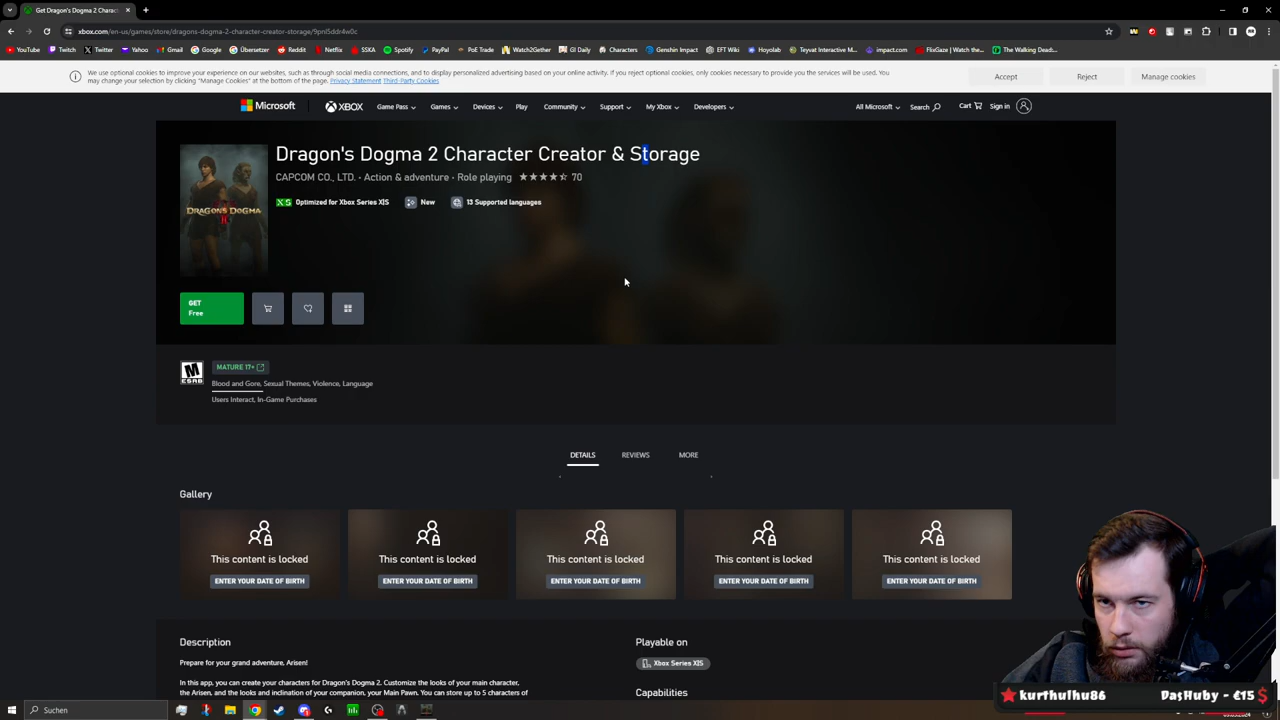 Get Dragon's Dogma 2 Charac
xbox.com/en-us/games/store/dragons-dogma-2-character-creator-storage/9pnl5ddr4w0c
YouTube Twitch Twitter Yahoo Gmail Google Übersetzer Reddit Netflix SSKA Spotify PayPal PoE Trade Watch2Gether GI Daily Characters Genshin Impact EFT Wiki Hoyolab Teyvat Interactive M... impact.com FlixGaze | Watch the... The Walking Dead...
We use optional cookies to improve your experience on our websites, such as through social media connections, and to display personalized advertising based on your online activity. If you reject optional cookies, only cookies necessary to provide you the services will be used. You
may change your selection by clicking "Manage Cookies" at the bottom of the page. Privacy Statement Third-Party Cookies
Accept Reject Manage cookies
Microsoft XBOX Game Pass Games Devices Play Community Support My Xbox Developers All Microsoft Search Cart Sign in
Dragon's Dogma 2 Character Creator & Storage
CAPCOM CO., LTD. • Action & adventure • Role playing 70
XS Optimized for Xbox Series X|S New 13 Supported languages
DRAGON'S DOGMA II
GET
Free
M
ESRB
MATURE 17+
Blood and Gore, Sexual Themes, Violence, Language
Users Interact, In-Game Purchases
DETAILS REVIEWS MORE
Gallery
This content is locked This content is locked This content is locked This content is locked This content is locked
ENTER YOUR DATE OF BIRTH ENTER YOUR DATE OF BIRTH ENTER YOUR DATE OF BIRTH ENTER YOUR DATE OF BIRTH ENTER YOUR DATE OF BIRTH
Description
Playable on
Prepare for your grand adventure, Arisen!
Xbox Series X|S
In this app, you can create your characters for Dragon's Dogma 2. Customize the looks of your main character,
the Arisen, and the looks and inclination of your companion, your Main Pawn. You can store up to 5 characters of
Capabilities
kurthulhu86 DasHuby - €15
Suchen